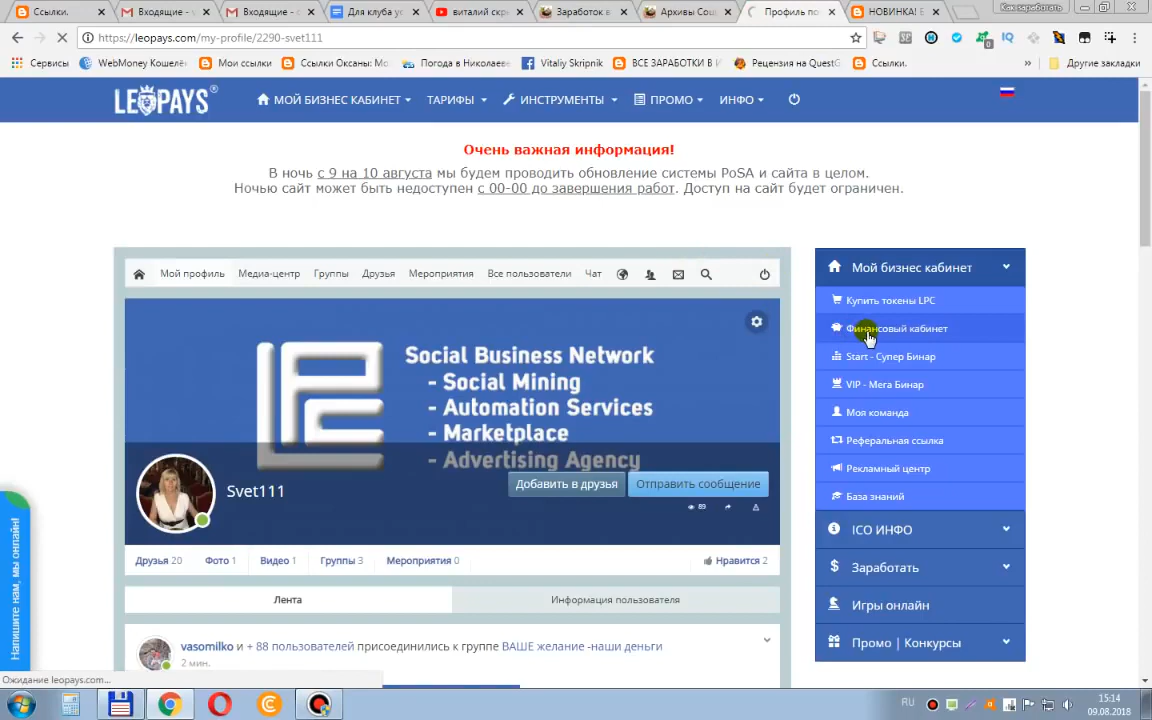 Ссылки.
Входящие -
Входящие -
Для клуба
виталий скрип
Заработок в
Архивы Соц
Профиль по
НОВИНКА!
Как заработать
https://leopays.com/my-profile/2290-svet111
Сервисы
WebMoney Кошелё
Мои ссылки
Ссылки Оксаны: Мо
Погода в Николаеве
Vitaliy Skripnik
ВСЕ ЗАРАБОТКИ В И
Рецензия на Quest
Ссылки.
»
Другие закладки
LEOPAYS®
МОЙ БИЗНЕС КАБИНЕТ
ТАРИФЫ
ИНСТРУМЕНТЫ
ПРОМО
ИНФО
Очень важная информация!
В ночь с 9 на 10 августа мы будем проводить обновление системы PoSA и сайта в целом.
Ночью сайт может быть недоступен с 00-00 до завершения работ. Доступ на сайт будет ограничен.
Мой профиль
Медиа-центр
Группы
Друзья
Мероприятия
Все пользователи
Чат
Social Business Network
- Social Mining
- Automation Services
- Marketplace
- Advertising Agency
Svet111
Добавить в друзья
Отправить сообщение
89
Друзья 20
Фото 1
Видео 1
Группы 3
Мероприятия 0
Нравится 2
Лента
Информация пользователя
vasomilko и + 88 пользователей присоединились к группе ВАШЕ желание -наши деньги
2 мин.
Мой бизнес кабинет
Купить токены LPC
Финансовый кабинет
Start - Супер Бинар
VIP - Мега Бинар
Моя команда
Реферальная ссылка
Рекламный центр
База знаний
ICO ИНФО
Заработать
Игры онлайн
Промо | Конкурсы
Напишите нам, мы онлайн!
Ожидание leopays.com...
RU
15:14
09.08.2018